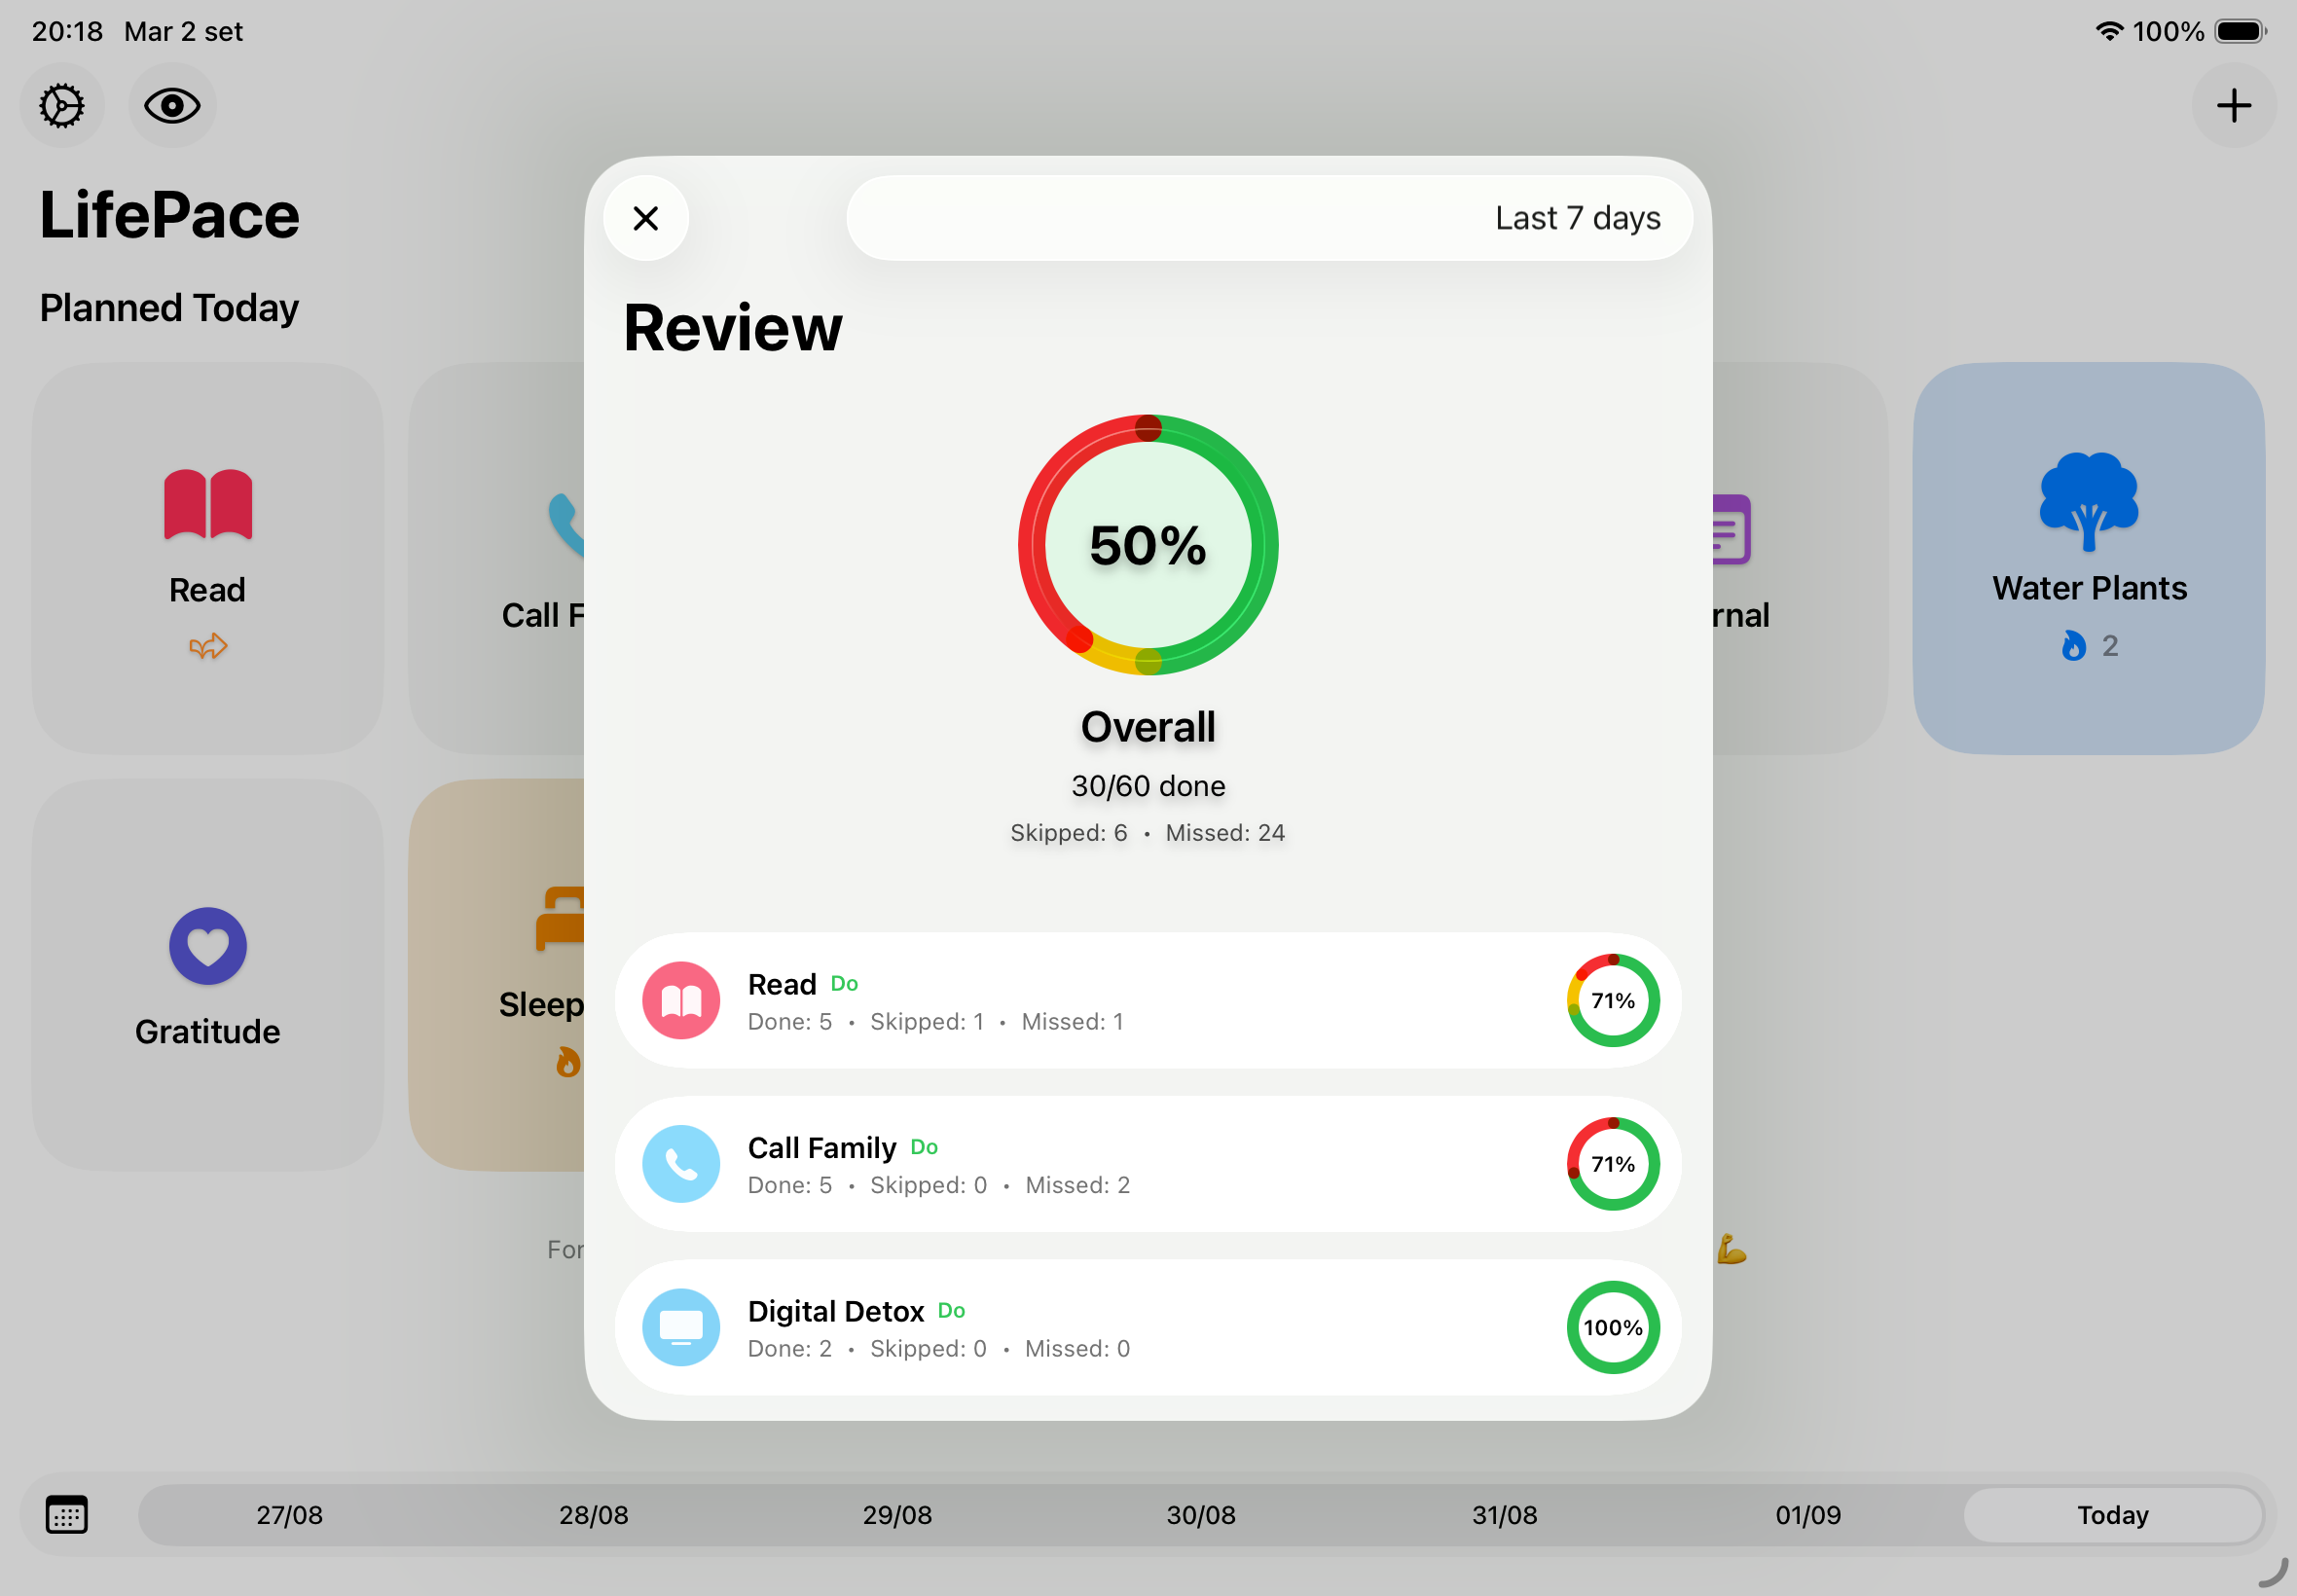 20:18 Mar 2 set
100%
LifePace
Planned Today
Read
Call F
rnal
Water Plants
2
Gratitude
Sleep
For
Last 7 days
Review
50%
Overall
30/60 done
Skipped: 6 • Missed: 24
Read Do
Done: 5 • Skipped: 1 • Missed: 1
71%
Call Family Do
Done: 5 • Skipped: 0 • Missed: 2
71%
Digital Detox Do
Done: 2 • Skipped: 0 • Missed: 0
100%
27/08 28/08 29/08 30/08 31/08 01/09 Today